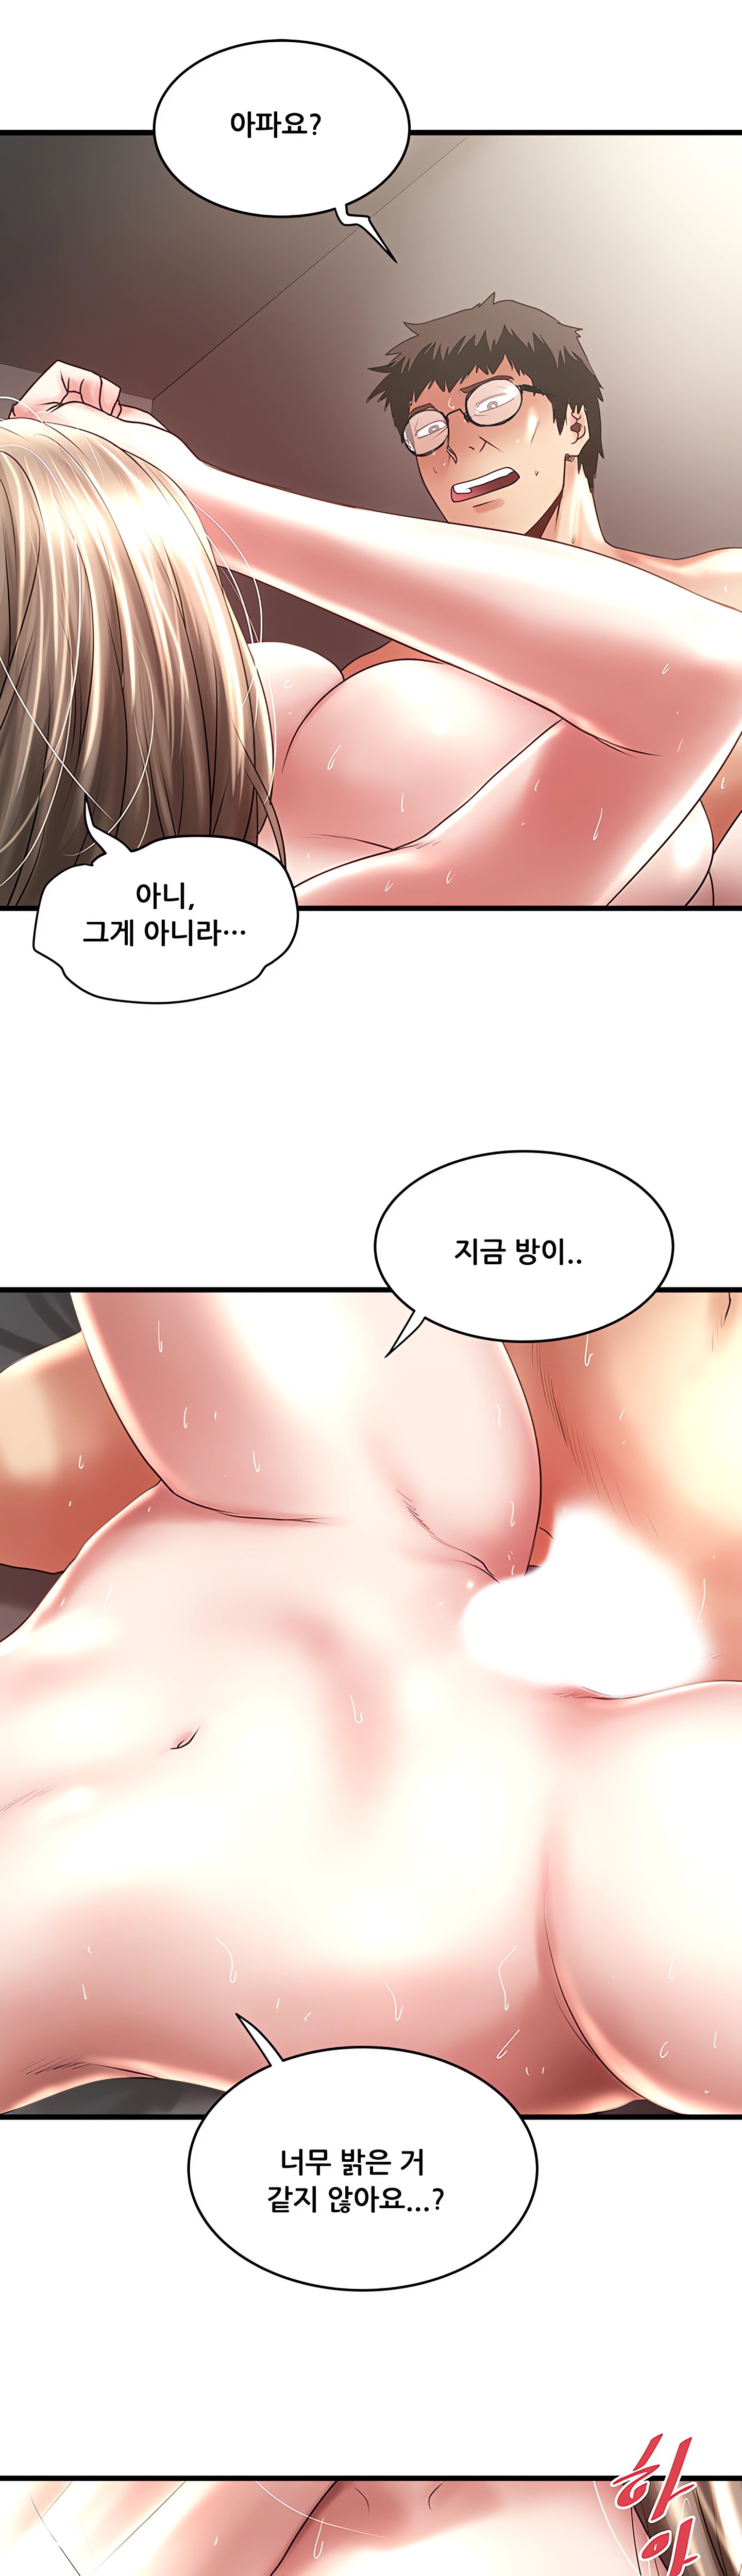 아파요?
아니,
그게 아니라…
지금 방이..
너무 밝은 거
같지 않아요...?
하
아